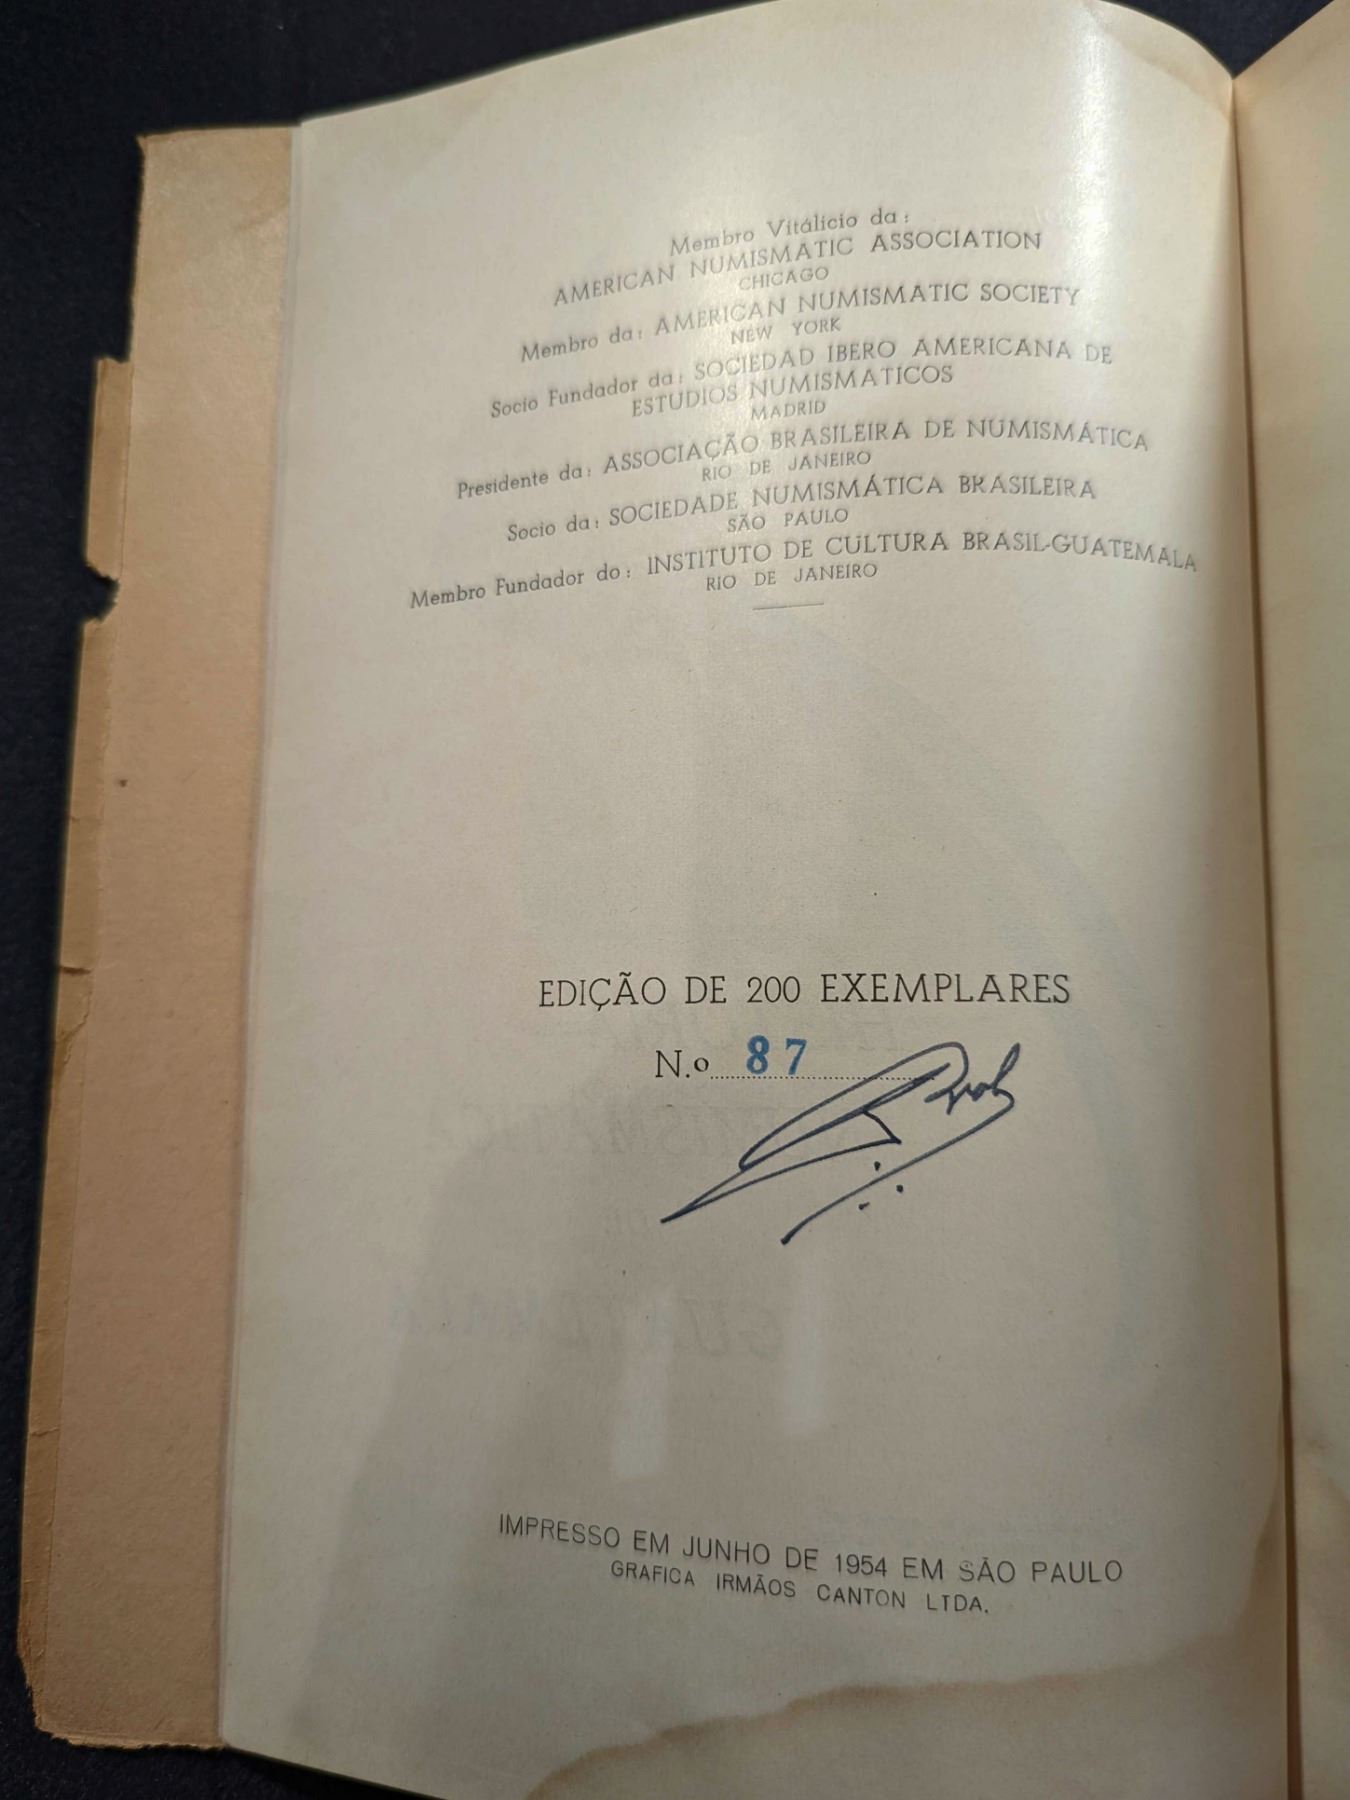 Membro Vitálicio da:
AMERICAN NUMISMATIC ASSOCIATION
CHICAGO
Membro da: AMERICAN NUMISMATIC SOCIETY
NEW YORK
Socio Fundador da: SOCIEDAD IBERO AMERICANA DE
ESTUDIOS NUMISMATICOS
MADRID
Presidente da: ASSOCIAÇÃO BRASILEIRA DE NUMISMÁTICA
RIO DE JANEIRO
Socio da: SOCIEDADE NUMISMÁTICA BRASILEIRA
SÃO PAULO
Membro Fundador do: INSTITUTO DE CULTURA BRASIL-GUATEMALA
RIO DE JANEIRO
EDIÇÃO DE 200 EXEMPLARES
N.o 87
IMPRESSO EM JUNHO DE 1954 EM SÃO PAULO
GRAFICA IRMÃOS CANTON LTDA.